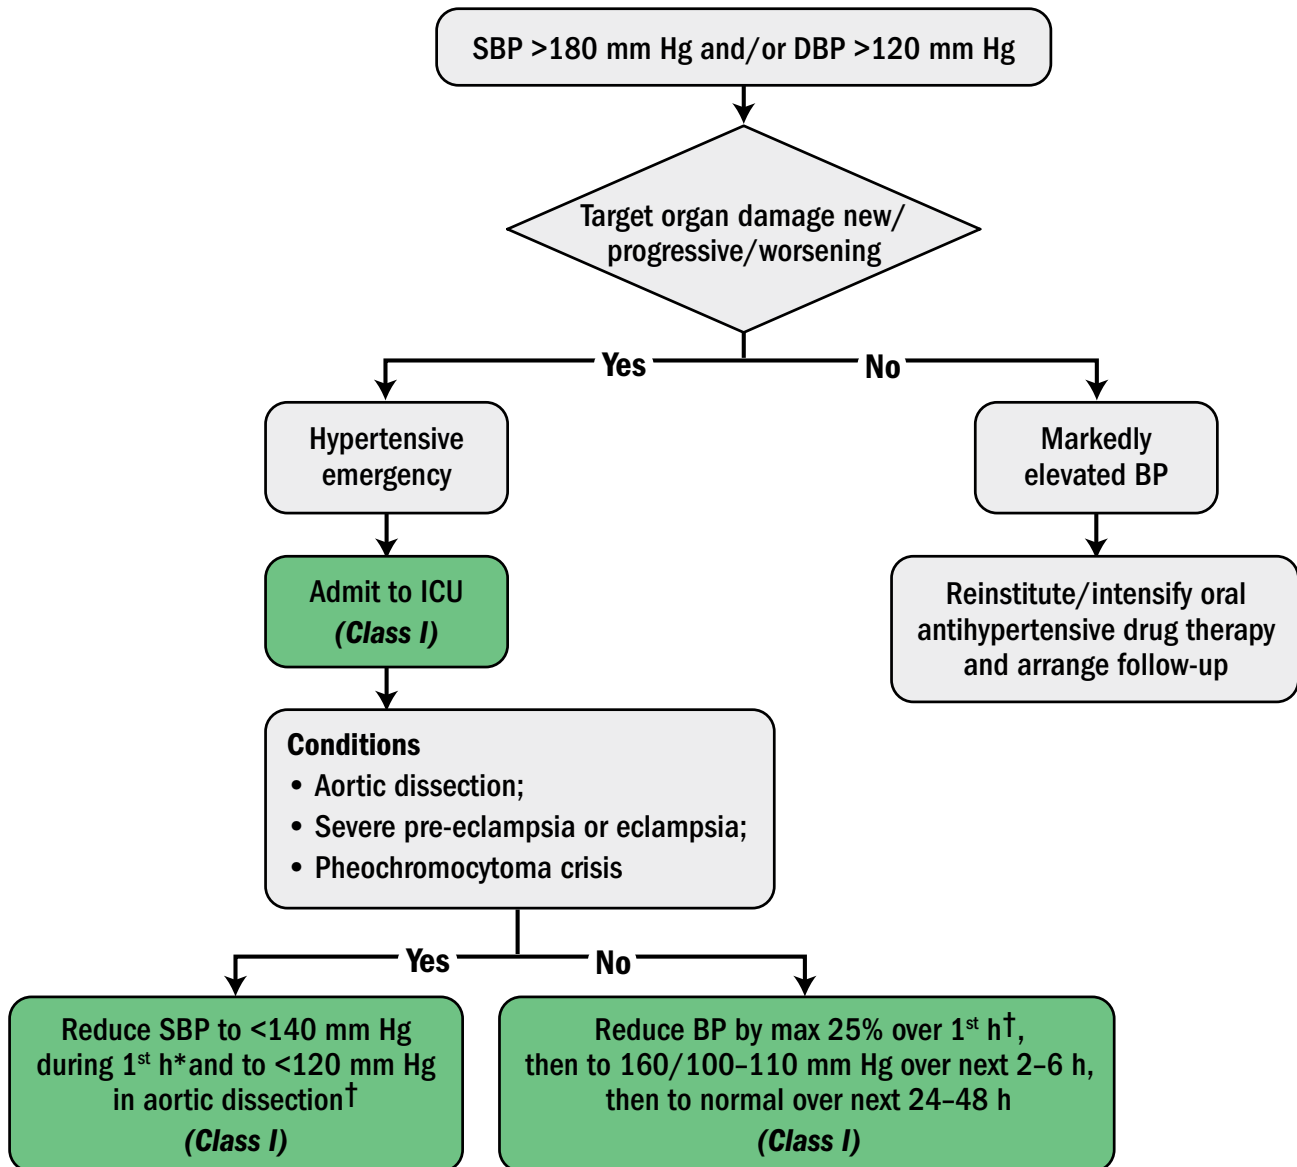 SBP >180 mm Hg and/or DBP >120 mm Hg
Target organ damage new/
progressive/worsening
Yes
No
Hypertensive
emergency
Markedly
elevated BP
Admit to ICU
(Class I)
Reinstitute/intensify oral
antihypertensive drug therapy
and arrange follow-up
Conditions
• Aortic dissection;
• Severe pre-eclampsia or eclampsia;
• Pheochromocytoma crisis
Yes
No
Reduce SBP to <140 mm Hg
during 1st h* and to <120 mm Hg
in aortic dissection†
(Class I)
Reduce BP by max 25% over 1st h†,
then to 160/100–110 mm Hg over next 2–6 h,
then to normal over next 24–48 h
(Class I)